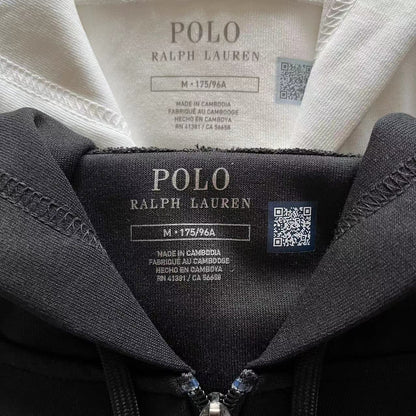 POLO
RALPH LAUREN
M • 175/96A
MADE IN CAMBODIA
FABRIQUÉ AU CAMBODGE
HECHO EN CAMBOYA
RN 41381 / CA 56658
POLO
RALPH LAUREN
M • 175/96A
MADE IN CAMBODIA
FABRIQUÉ AU CAMBODGE
HECHO EN CAMBOYA
RN 41381 / CA 56658